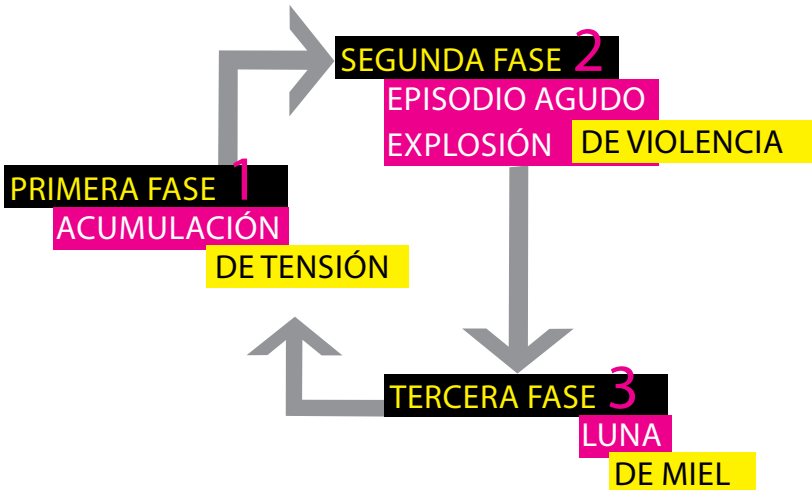 SEGUNDA FASE 2
EPISODIO AGUDO
EXPLOSIÓN DE VIOLENCIA
PRIMERA FASE 1
ACUMULACIÓN
DE TENSIÓN
TERCERA FASE 3
LUNA
DE MIEL